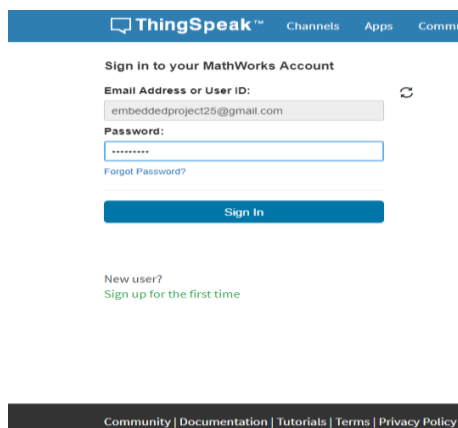 ThingSpeak™ Channels Apps Commu
Sign in to your MathWorks Account
Email Address or User ID:
embeddedproject25@gmail.com
Password:
•••••••••
Forgot Password?
Sign In
New user?
Sign up for the first time
Community | Documentation | Tutorials | Terms | Privacy Policy